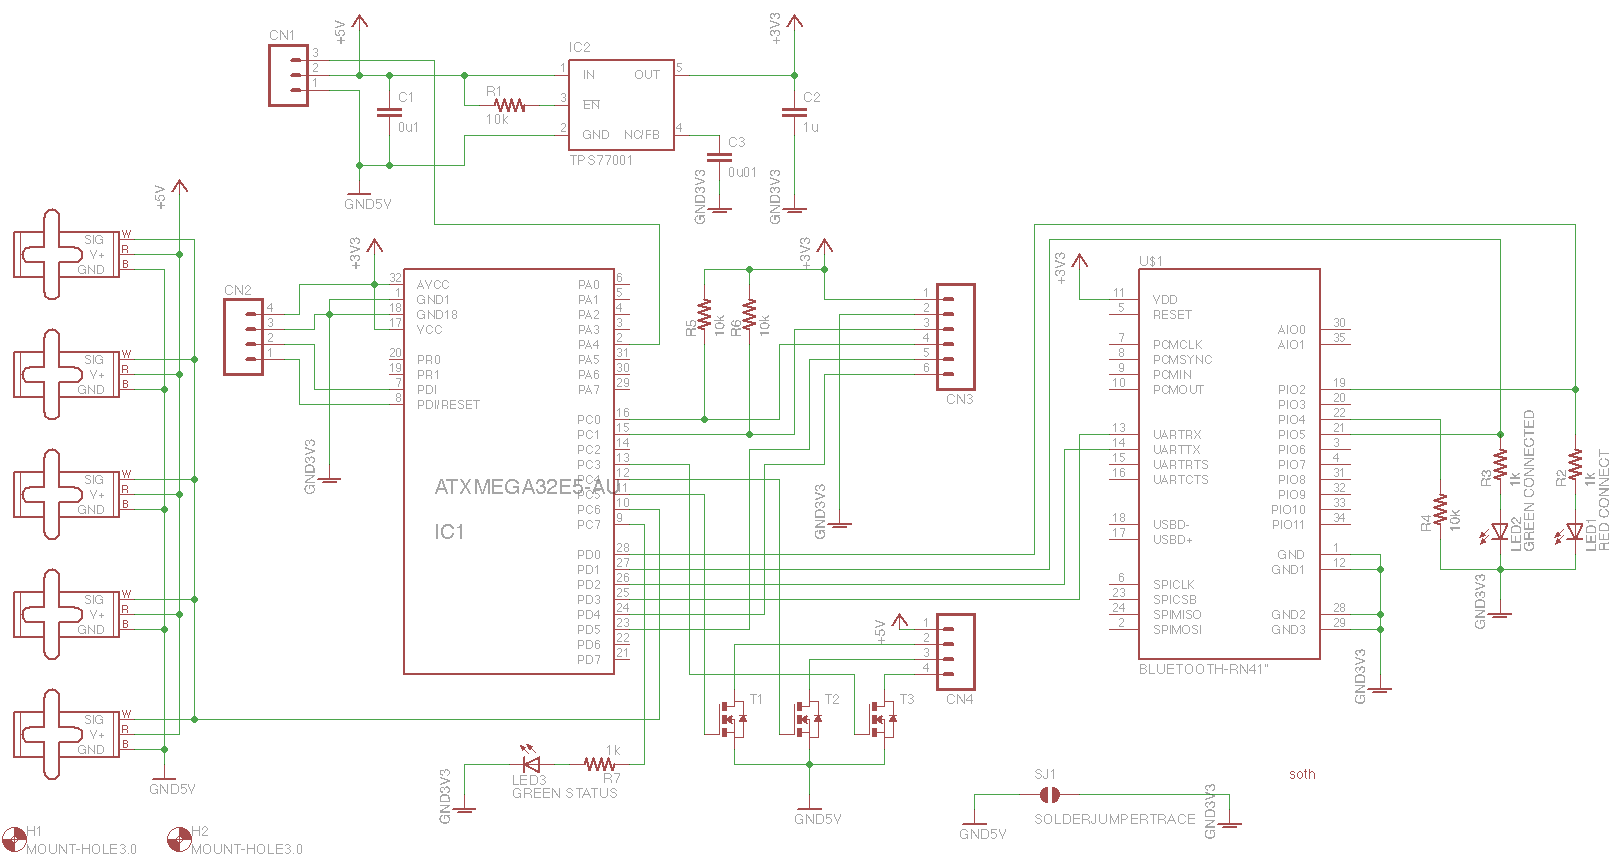 CN1
3
2
1
+5V
C1
0u1
GND5V
R1
10k
IC2
1 IN OUT 5
3 EN
2 GND NC/FB 4
TPS77001
C3
0u01
GND3V3
+3V3
C2
1u
GND3V3
+5V
SIG W
V+ R
GND B
SIG W
V+ R
GND B
SIG W
V+ R
GND B
SIG W
V+ R
GND B
SIG W
V+ R
GND B
GND5V
CN2
4
3
2
1
+3V3
GND3V3
32 AVCC
1 GND1
18 GND18
17 VCC
20 PR0
19 PR1
7 PDI
8 PDI/RESET
PA0 6
PA1 5
PA2 4
PA3 3
PA4 2
PA5 31
PA6 30
PA7 29
PC0 16
PC1 15
PC2 14
PC3 13
PC4 12
PC5 11
PC6 10
PC7 9
PD0 28
PD1 27
PD2 26
PD3 25
PD4 24
PD5 23
PD6 22
PD7 21
ATXMEGA32E5-AU
IC1
+3V3
R5
10k
R6
10k
1
2
3
4
5
6
CN3
GND3V3
+5V
1
2
3
4
CN4
T1
T2
T3
GND5V
1k
R7
LED3
GREEN STATUS
GND3V3
U$1
+3V3
11 VDD
5 RESET
7 PCMCLK
8 PCMSYNC
9 PCMIN
10 PCMOUT
13 UARTRX
14 UARTTX
15 UARTRTS
16 UARTCTS
18 USBD-
17 USBD+
6 SPICLK
23 SPICSB
24 SPIMISO
2 SPIMOSI
AIO0 30
AIO1 35
PIO2 19
PIO3 20
PIO4 22
PIO5 21
PIO6 3
PIO7 4
PIO8 31
PIO9 32
PIO10 33
PIO11 34
GND 1
GND1 12
GND2 28
GND3 29
BLUETOOTH-RN41"
GND3V3
R4
10k
R3
1k
LED2
GREEN CONNECTED
R2
1k
LED1
RED CONNECT
GND3V3
SJ1
SOLDERJUMPERTRACE
GND5V
GND3V3
soth
H1
MOUNT-HOLE3.0
H2
MOUNT-HOLE3.0